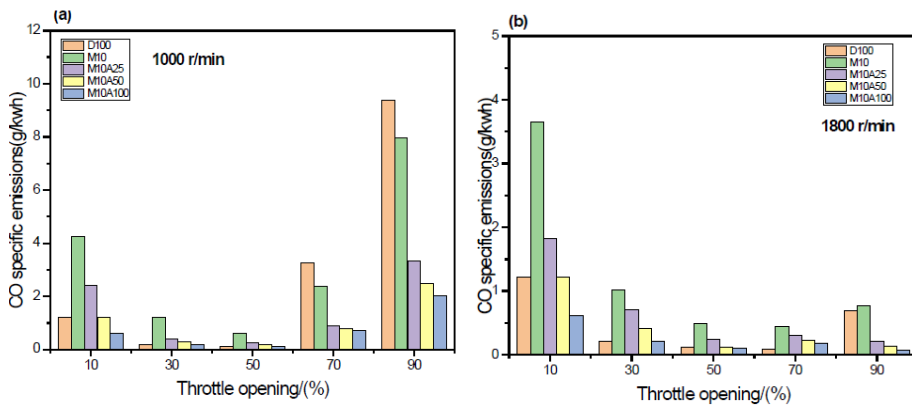 (a)
12
10
8
6
4
2
0
CO specific emissions(g/kwh)
D100
M10
M10A25
M10A50
M10A100
1000 r/min
10 30 50 70 90
Throttle opening/(%)
(b)
5
4
3
2
1
0
CO specific emissions(g/kwh)
D100
M10
M10A25
M10A50
M10A100
1800 r/min
10 30 50 70 90
Throttle opening/(%)